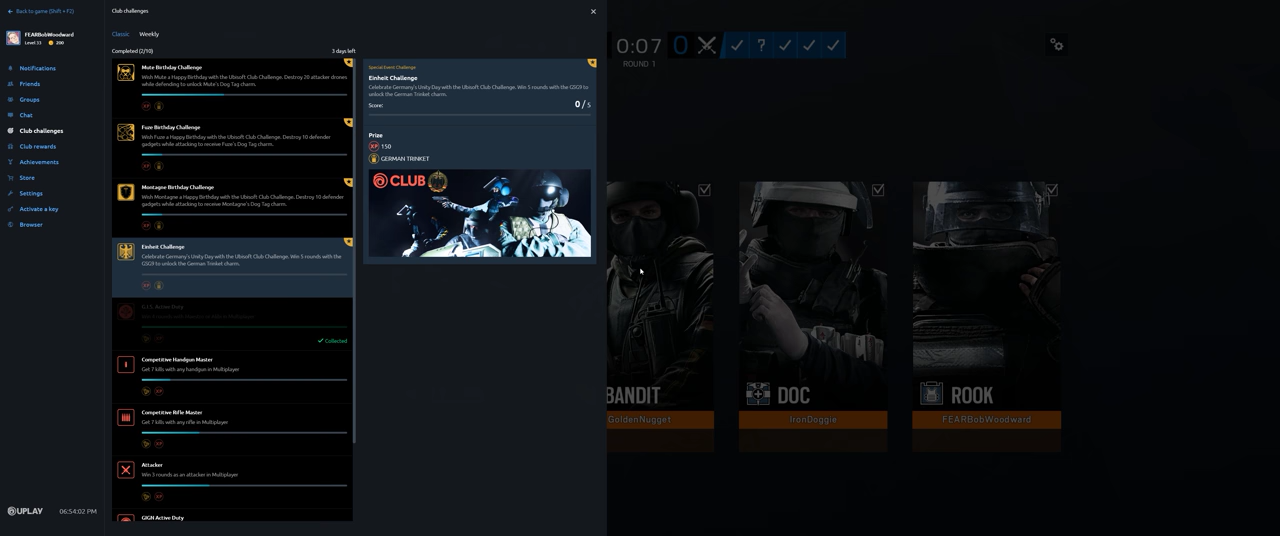 Back to game (Shift + F2)
FEARBobWoodward
Level 33 200
Notifications
Friends
Groups
Chat
Club challenges
Club rewards
Achievements
Store
Settings
Activate a key
Browser
UPLAY 06:54:02 PM
Club challenges
Classic Weekly
Completed (2/10) 3 days left
Mute Birthday Challenge
Wish Mute a Happy Birthday with the Ubisoft Club Challenge. Destroy 20 attacker drones
while defending to unlock Mute's Dog Tag charm.
XP
Fuze Birthday Challenge
Wish Fuze a Happy Birthday with the Ubisoft Club Challenge. Destroy 10 defender
gadgets while attacking to receive Fuze's Dog Tag charm.
XP
Montagne Birthday Challenge
Wish Montagne a Happy Birthday with the Ubisoft Club Challenge. Destroy 10 defender
gadgets while attacking to receive Montagne's Dog Tag charm.
XP
Einheit Challenge
Celebrate Germany's Unity Day with the Ubisoft Club Challenge. Win 5 rounds with the
GSG9 to unlock the German Trinket charm.
XP
G.I.S. Active Duty
Collected
Competitive Handgun Master
Get 7 kills with any handgun in Multiplayer
XP
Competitive Rifle Master
Get 7 kills with any rifle in Multiplayer
XP
Attacker
Win 3 rounds as an attacker in Multiplayer
XP
GIGN Active Duty
Special Event Challenge
Einheit Challenge
Celebrate Germany's Unity Day with the Ubisoft Club Challenge. Win 5 rounds with the GSG9 to
unlock the German Trinket charm.
Score: 0 / 5
Prize
XP 150
GERMAN TRINKET
CLUB
0:07 0 ?
ROUND 1
BANDIT
GoldenNugget
DOC
IronDoggie
ROOK
FEARBobWoodward